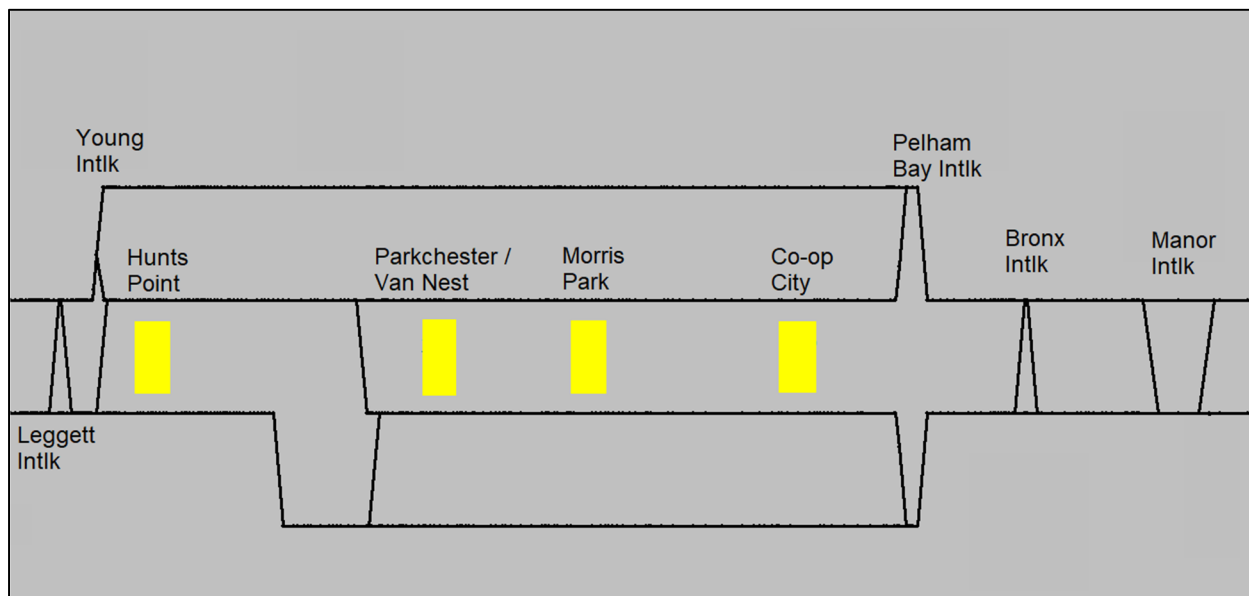 Young
Intlk
Pelham
Bay Intlk
Hunts
Point
Parkchester /
Van Nest
Morris
Park
Co-op
City
Bronx
Intlk
Manor
Intlk
Leggett
Intlk